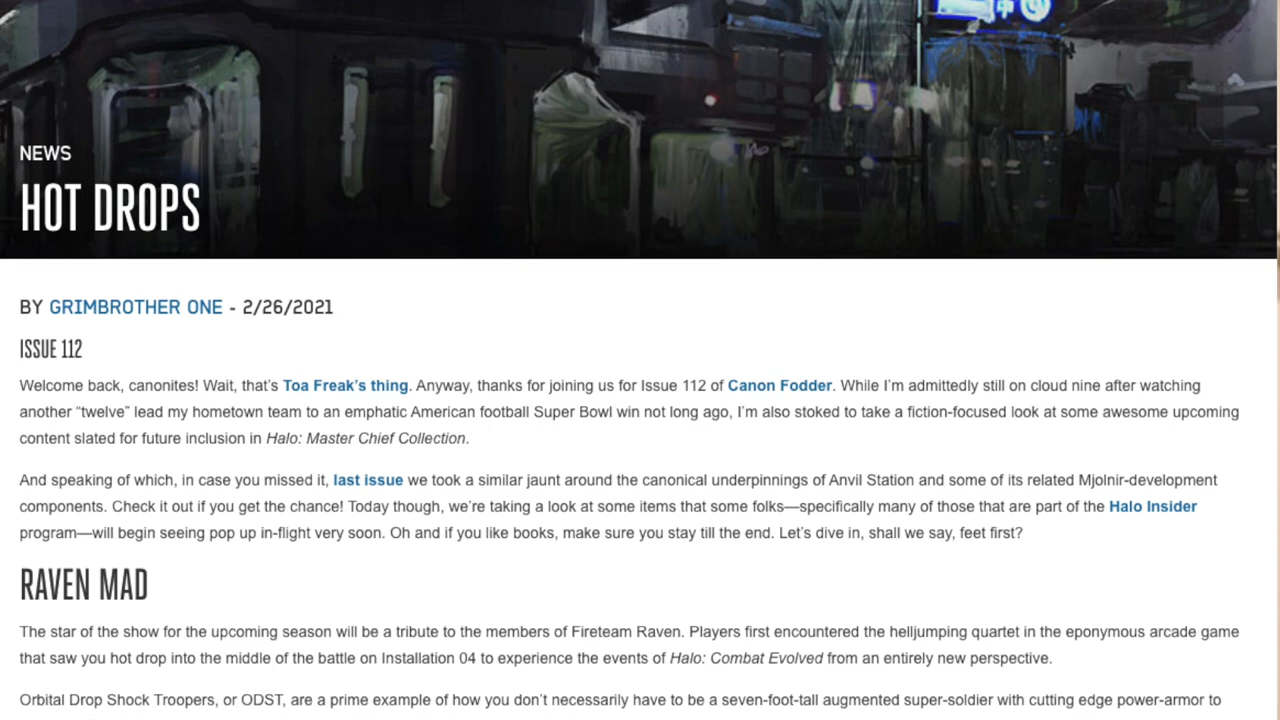 NEWS
HOT DROPS
BY GRIMBROTHER ONE - 2/26/2021
ISSUE 112
Welcome back, canonites! Wait, that’s Toa Freak’s thing. Anyway, thanks for joining us for Issue 112 of Canon Fodder. While I’m admittedly still on cloud nine after watching
another “twelve” lead my hometown team to an emphatic American football Super Bowl win not long ago, I’m also stoked to take a fiction-focused look at some awesome upcoming
content slated for future inclusion in Halo: Master Chief Collection.
And speaking of which, in case you missed it, last issue we took a similar jaunt around the canonical underpinnings of Anvil Station and some of its related Mjolnir-development
components. Check it out if you get the chance! Today though, we’re taking a look at some items that some folks—specifically many of those that are part of the Halo Insider
program—will begin seeing pop up in-flight very soon. Oh and if you like books, make sure you stay till the end. Let’s dive in, shall we say, feet first?
RAVEN MAD
The star of the show for the upcoming season will be a tribute to the members of Fireteam Raven. Players first encountered the helljumping quartet in the eponymous arcade game
that saw you hot drop into the middle of the battle on Installation 04 to experience the events of Halo: Combat Evolved from an entirely new perspective.
Orbital Drop Shock Troopers, or ODST, are a prime example of how you don’t necessarily have to be a seven-foot-tall augmented super-soldier with cutting edge power-armor to